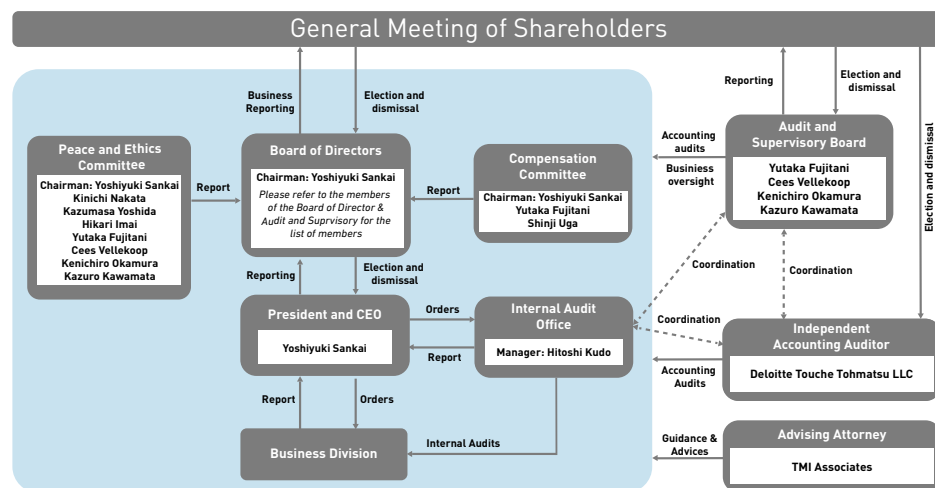 General Meeting of Shareholders
Business
Reporting
Election and
dismissal
Reporting
Election and
dismissal
Election and dismissal
Peace and Ethics
Committee
Chairman: Yoshiyuki Sankai
Kinichi Nakata
Kazumasa Yoshida
Hikari Imai
Yutaka Fujitani
Cees Vellekoop
Kenichiro Okamura
Kazuro Kawamata
Report
Board of Directors
Chairman: Yoshiyuki Sankai
Please refer to the members
of the Board of Director &
Audit and Suprvisory for the
list of members
Report
Compensation
Committee
Chairman: Yoshiyuki Sankai
Yutaka Fujitani
Shinji Uga
Accounting
audits
Business
oversight
Audit and
Supervisory Board
Yutaka Fujitani
Cees Vellekoop
Kenichiro Okamura
Kazuro Kawamata
Reporting
Election and
dismissal
Coordination
Coordination
Coordination
President and CEO
Yoshiyuki Sankai
Orders
Report
Internal Audit
Office
Manager: Hitoshi Kudo
Independent
Accounting Auditor
Deloitte Touche Tohmatsu LLC
Accounting
Audits
Report
Orders
Business Division
Internal Audits
Guidance &
Advices
Advising Attorney
TMI Associates